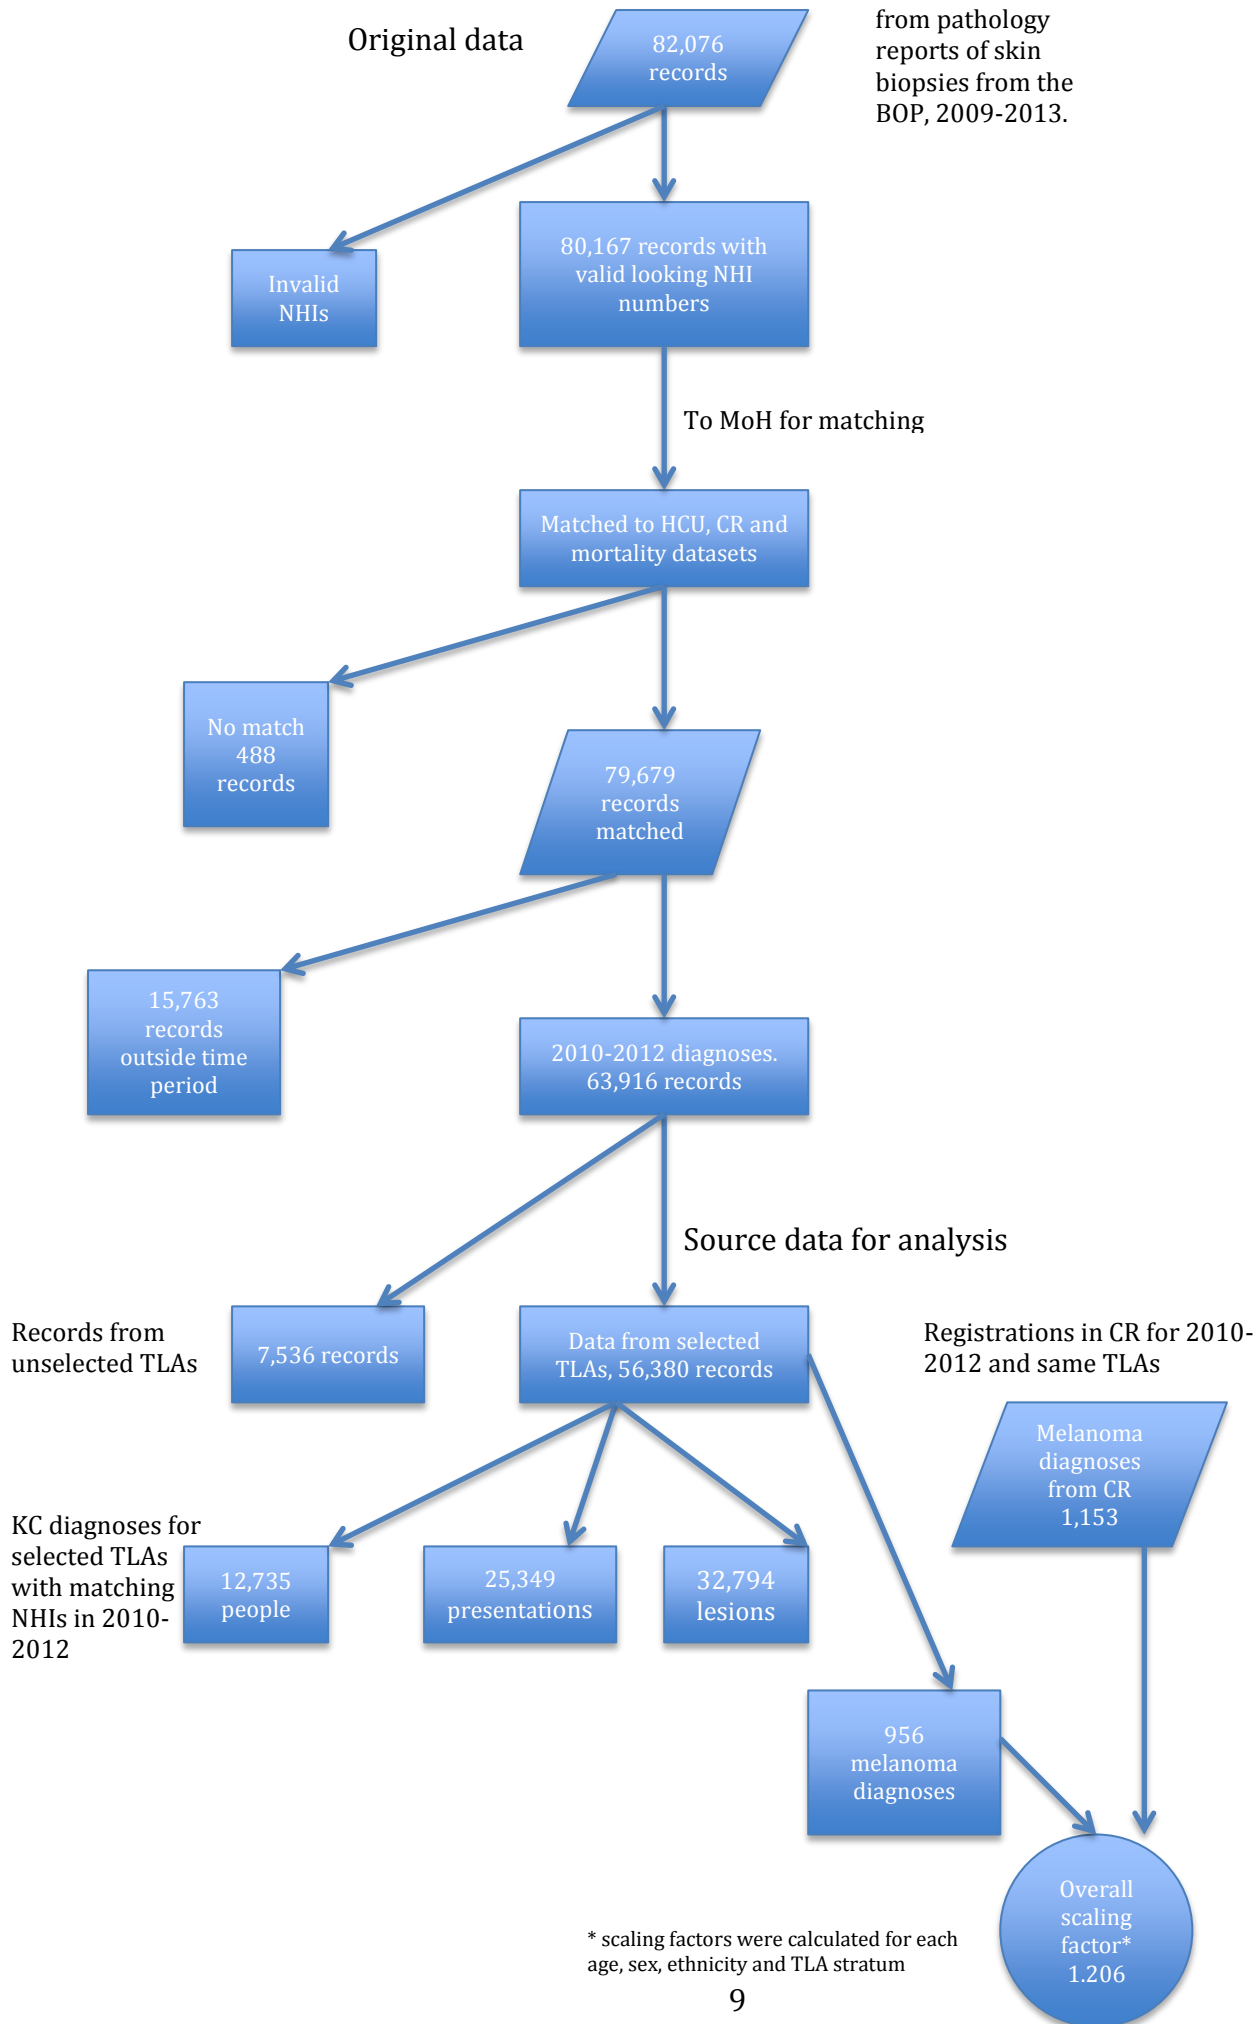 Original data
82,076
records
from pathology
reports of skin
biopsies from the
BOP, 2009-2013.
Invalid
NHIs
80,167 records with
valid looking NHI
numbers
To MoH for matching
Matched to HCU, CR and
mortality datasets
No match
488
records
79,679
records
matched
15,763
records
outside time
period
2010-2012 diagnoses.
63,916 records
Source data for analysis
Records from
unselected TLAs
7,536 records
Data from selected
TLAs, 56,380 records
Registrations in CR for 2010-
2012 and same TLAs
Melanoma
diagnoses
from CR
1,153
KC diagnoses for
selected TLAs
with matching
NHIs in 2010-
2012
12,735
people
25,349
presentations
32,794
lesions
956
melanoma
diagnoses
Overall
scaling
factor*
1.206
* scaling factors were calculated for each
age, sex, ethnicity and TLA stratum
9